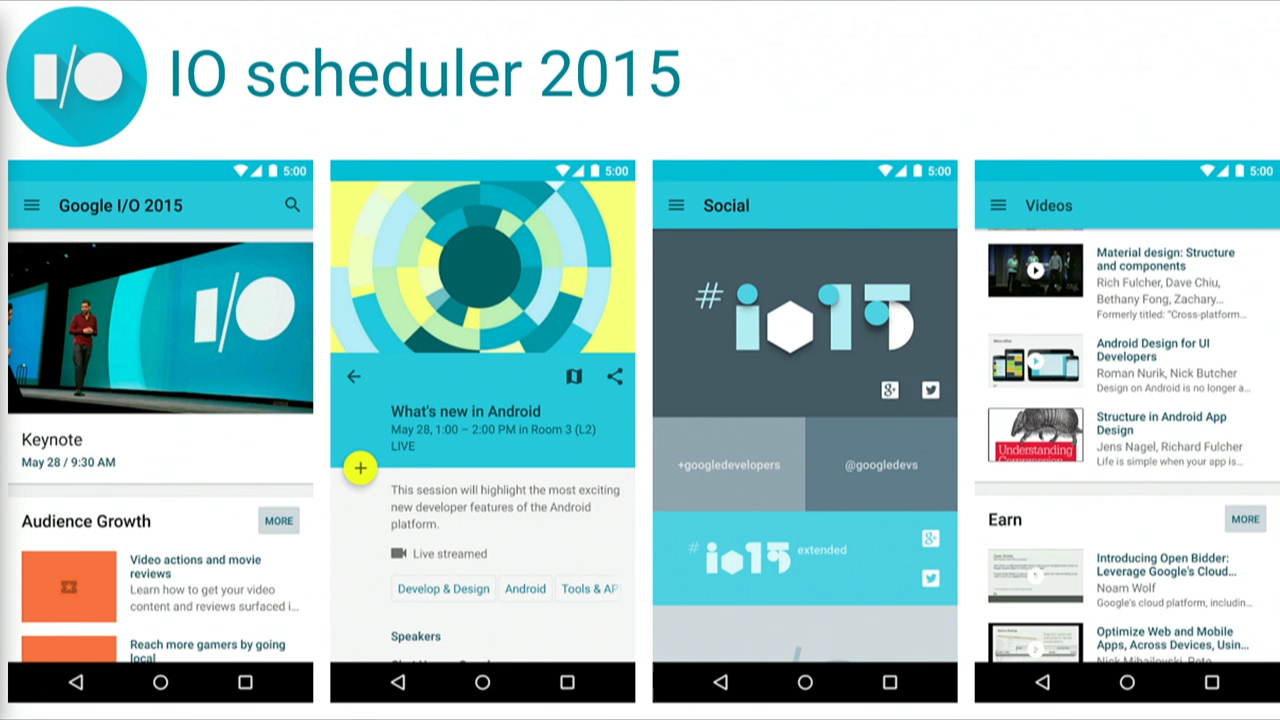 I/O
IO scheduler 2015
5:00
Google I/O 2015
I/O
Keynote
May 28 / 9:30 AM
Audience Growth
MORE
Video actions and movie
reviews
Learn how to get your video
content and reviews surfaced i...
Reach more gamers by going
local
5:00
What's new in Android
May 28, 1:00 – 2:00 PM in Room 3 (L2)
LIVE
This session will highlight the most exciting
new developer features of the Android
platform.
Live streamed
Develop & Design
Android
Tools & AP
Speakers
5:00
Social
#io15
g+
+googledevelopers
@googledevs
#io15 extended
g+
5:00
Videos
Material design: Structure
and components
Rich Fulcher, Dave Chiu,
Bethany Fong, Zachary...
Formerly titled: "Cross-platform...
Android Design for UI
Developers
Roman Nurik, Nick Butcher
Design on Android is no longer a...
Understanding
Structure in Android App
Design
Jens Nagel, Richard Fulcher
Life is simple when your app is...
Earn
MORE
Introducing Open Bidder:
Leverage Google's Cloud...
Noam Wolf
Google's cloud platform, includin...
Optimize Web and Mobile
Apps, Across Devices, Usin...